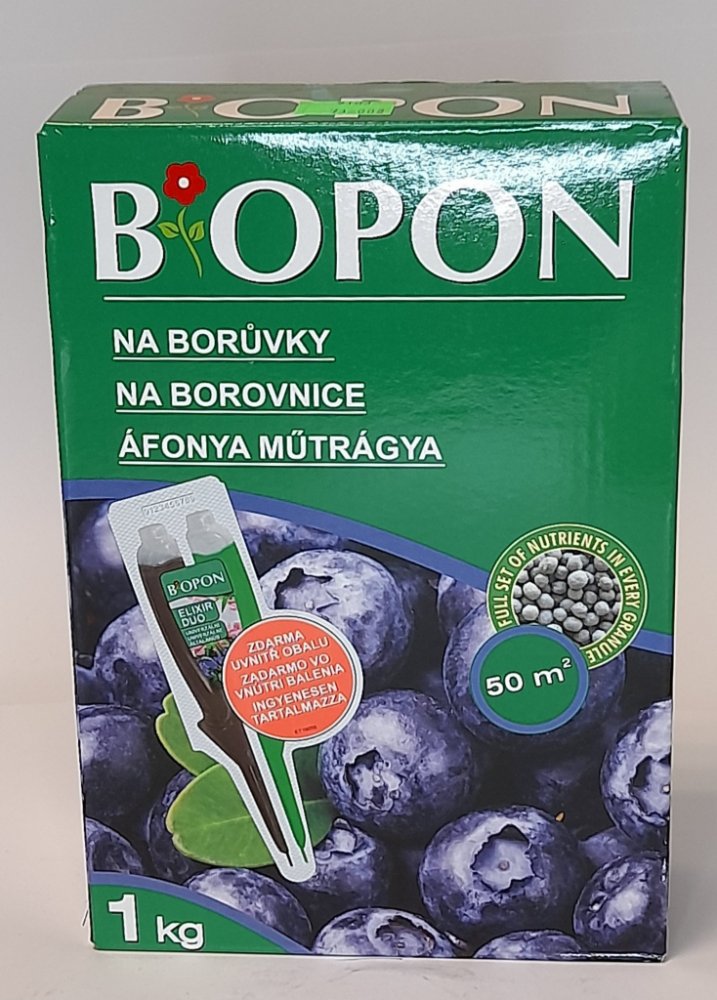 BIOPON
BIOPON
NA BORŮVKY
NA BOROVNICE
ÁFONYA MŰTRÁGYA
0123456789
BIOPON
ELIXIR
DUO
ZDARMA
UVNITŘ OBALU
ZADARMO VO
VNÚTRI BALENIA
INGYENESEN
TARTALMAZZA
FULL SET OF NUTRIENTS IN EVERY GRANULE
50 m²
1 kg